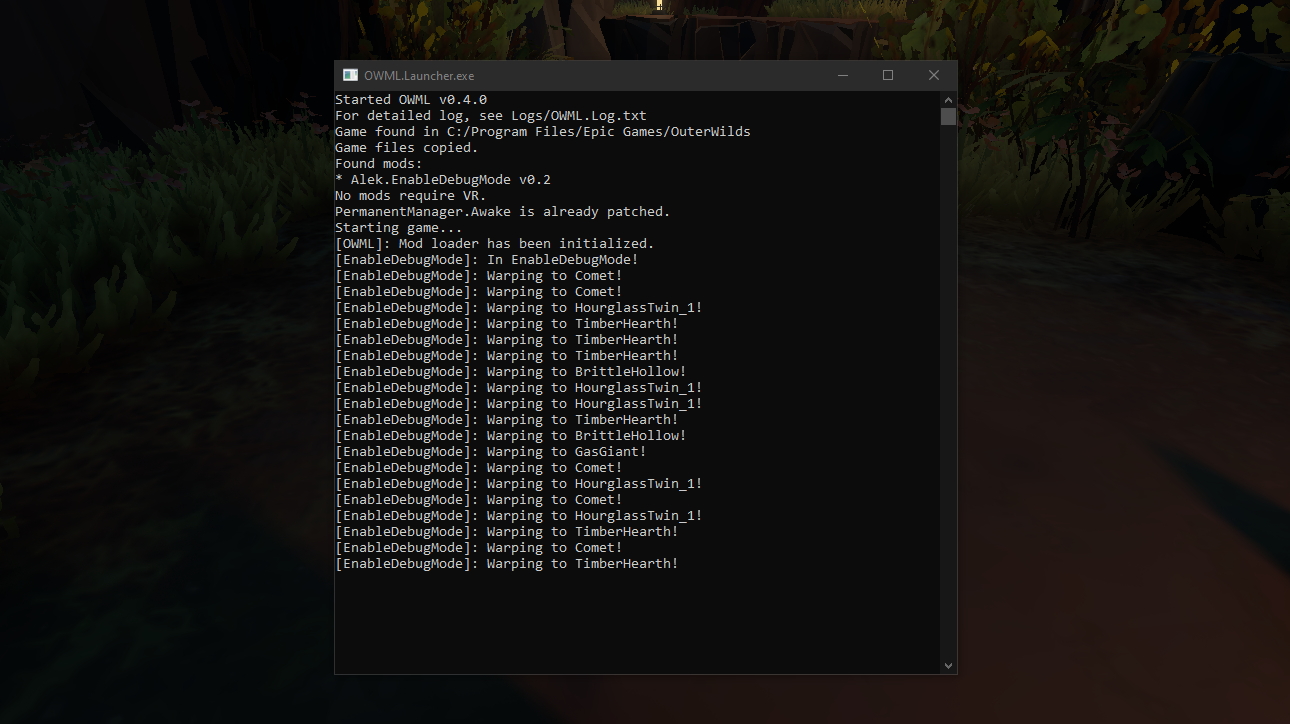 OWML.Launcher.exe
Started OWML v0.4.0
For detailed log, see Logs/OWML.Log.txt
Game found in C:/Program Files/Epic Games/OuterWilds
Game files copied.
Found mods:
* Alek.EnableDebugMode v0.2
No mods require VR.
PermanentManager.Awake is already patched.
Starting game...
[OWML]: Mod loader has been initialized.
[EnableDebugMode]: In EnableDebugMode!
[EnableDebugMode]: Warping to Comet!
[EnableDebugMode]: Warping to Comet!
[EnableDebugMode]: Warping to HourglassTwin_1!
[EnableDebugMode]: Warping to TimberHearth!
[EnableDebugMode]: Warping to TimberHearth!
[EnableDebugMode]: Warping to TimberHearth!
[EnableDebugMode]: Warping to BrittleHollow!
[EnableDebugMode]: Warping to HourglassTwin_1!
[EnableDebugMode]: Warping to HourglassTwin_1!
[EnableDebugMode]: Warping to TimberHearth!
[EnableDebugMode]: Warping to BrittleHollow!
[EnableDebugMode]: Warping to GasGiant!
[EnableDebugMode]: Warping to Comet!
[EnableDebugMode]: Warping to HourglassTwin_1!
[EnableDebugMode]: Warping to Comet!
[EnableDebugMode]: Warping to HourglassTwin_1!
[EnableDebugMode]: Warping to TimberHearth!
[EnableDebugMode]: Warping to Comet!
[EnableDebugMode]: Warping to TimberHearth!